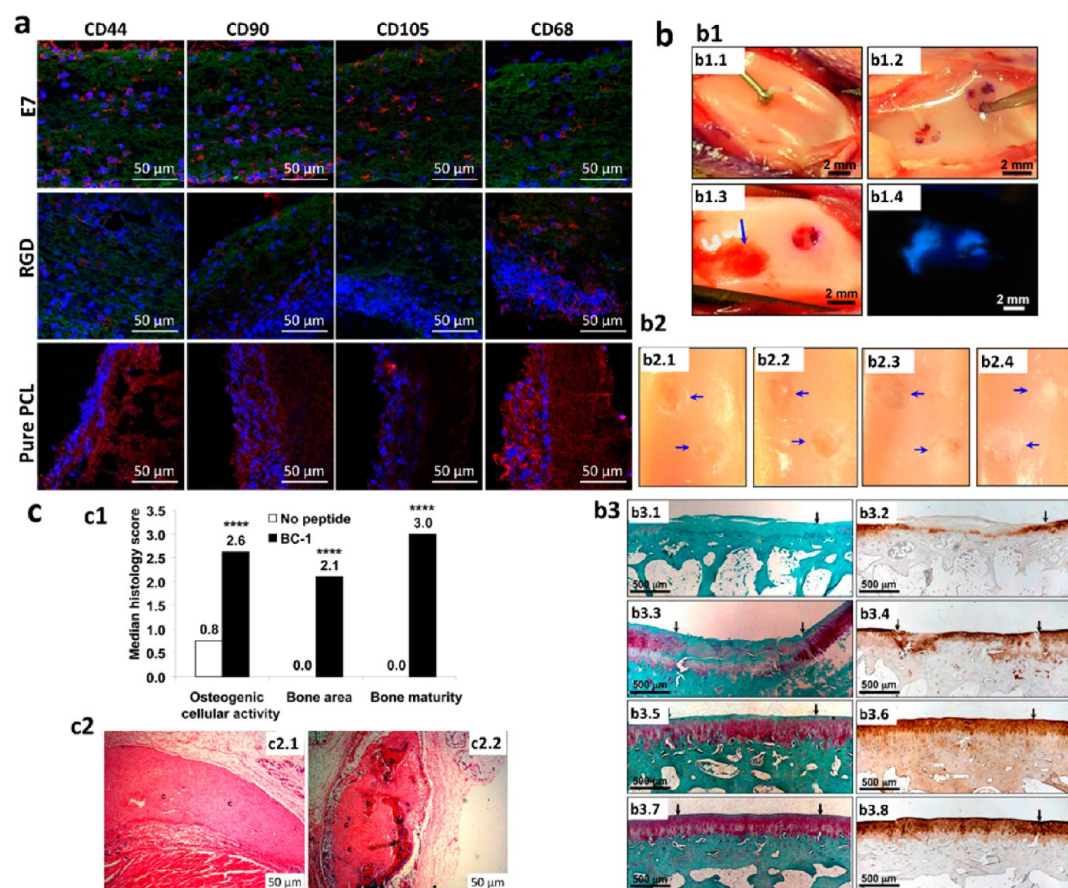 a
CD44 CD90 CD105 CD68
E7
50 µm 50 µm 50 µm 50 µm
RGD
50 µm 50 µm 50 µm 50 µm
Pure PCL
50 µm 50 µm 50 µm 50 µm
b b1
b1.1 b1.2
2 mm 2 mm
b1.3 b1.4
2 mm 2 mm
b2
b2.1 b2.2 b2.3 b2.4
b3
b3.1 b3.2
500 µm 500 µm
b3.3 b3.4
500 µm 500 µm
b3.5 b3.6
500 µm 500 µm
b3.7 b3.8
500 µm 500 µm
c c1
Median histology score
3.5
3.0
2.5
2.0
1.5
1.0
0.5
0.0
No peptide
BC-1
**** **** ****
0.8 2.6 0.0 2.1 0.0 3.0
Osteogenic cellular activity
Bone area
Bone maturity
c2
c2.1 c2.2
c c
50 µm 50 µm